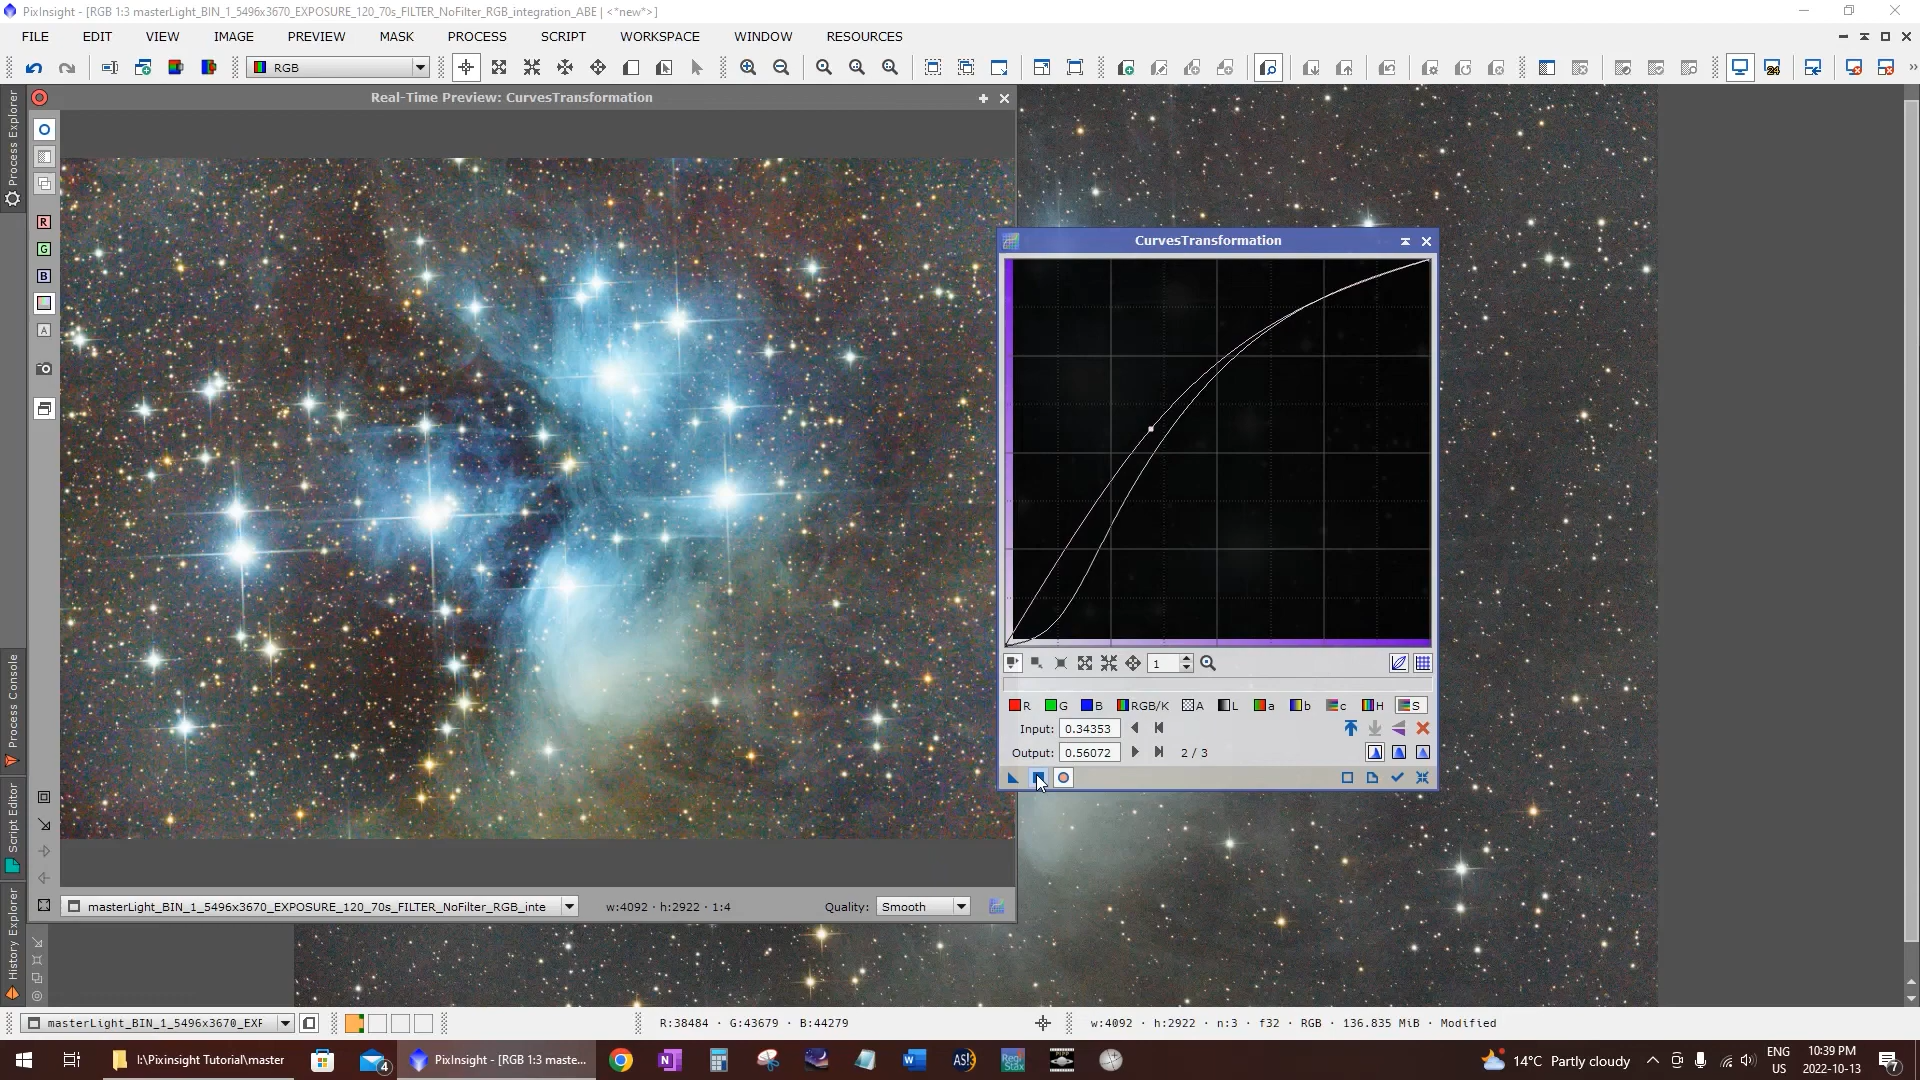 PixInsight - [RGB 1:3 masterLight_BIN_1_5496x3670_EXPOSURE_120_70s_FILTER_NoFilter_RGB_integration_ABE | <*new*>]
FILE EDIT VIEW IMAGE PREVIEW MASK PROCESS SCRIPT WORKSPACE WINDOW RESOURCES
RGB
Process Explorer
Process Console
Script Editor
History Explorer
Real-Time Preview: CurvesTransformation
R
G
B
A
CurvesTransformation
1
R G B RGB/K A L a b c H S
Input: 0.34353
Output: 0.56072 2 / 3
masterLight_BIN_1_5496x3670_EXPOSURE_120_70s_FILTER_NoFilter_RGB_inte w:4092 · h:2922 · 1:4 Quality: Smooth
masterLight_BIN_1_5496x3670_EXF R:38484 · G:43679 · B:44279 w:4092 · h:2922 · n:3 · f32 · RGB · 136.835 MiB · Modified
I:\Pixinsight Tutorial\master 4 PixInsight - [RGB 1:3 maste... 14°C Partly cloudy ENG US 10:39 PM 2022-10-13 7